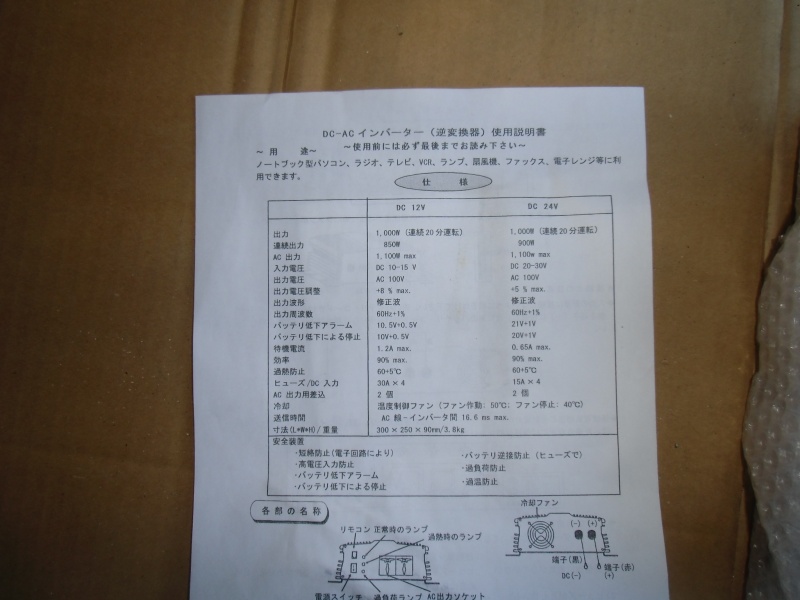 DC-AC インバーター（逆変換器）使用説明書
～使用前には必ず最後までお読み下さい～
～ 用　途～
ノートブック型パソコン、ラジオ、テレビ、VCR、ランプ、扇風機、ファックス、電子レンジ等に利
用できます。
仕　様
DC 12V　DC 24V
出力　1,000W（連続20分運転）　1,000W（連続20分運転）
連続出力　850W　900W
AC 出力　1,100W max　1,100w max
入力電圧　DC 10-15 V　DC 20-30V
出力電圧　AC 100V　AC 100V
出力電圧調整　+8 % max.　+5 % max.
出力波形　修正波　修正波
出力周波数　60Hz+1%　60Hz+1%
バッテリ低下アラーム　10.5V+0.5V　21V+1V
バッテリ低下による停止　10V+0.5V　20V+1V
待機電流　1.2A max.　0.65A max.
効率　90% max.　90% max.
過熱防止　60+5℃　60+5℃
ヒューズ/DC 入力　30A × 4　15A × 4
AC 出力用差込　2 個　2 個
冷却　温度制御ファン（ファン作動: 50℃; ファン停止: 40℃）
送信時間　AC 線-インバータ間 16.6 ms max.
寸法(L*W*H)/重量　300 × 250 × 90mm/3.8kg
安全装置
・短絡防止(電子回路により)　・バッテリ逆接防止（ヒューズで）
・高電圧入力防止　・過負荷防止
・バッテリ低下アラーム　・過温防止
・バッテリ低下による停止
各部の名称
冷却ファン
リモコン 正常時のランプ
過熱時のランプ
(-) (+)
端子(黒) 端子(赤)
DC(-) (+)
電源スイッチ 過負荷ランプ AC出力ソケット